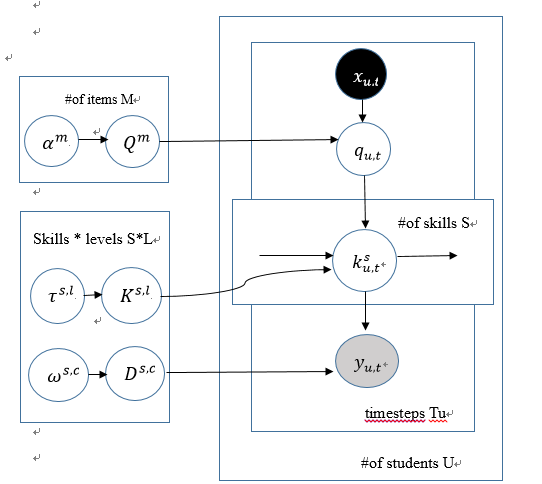 x_{u,t}
#of items M
α^m
Q^m
q_{u,t}
#of skills S
Skills * levels S*L
k^s_{u,t}
τ^{s,l}
K^{s,l}
ω^{s,c}
D^{s,c}
y_{u,t}
timesteps Tu
#of students U